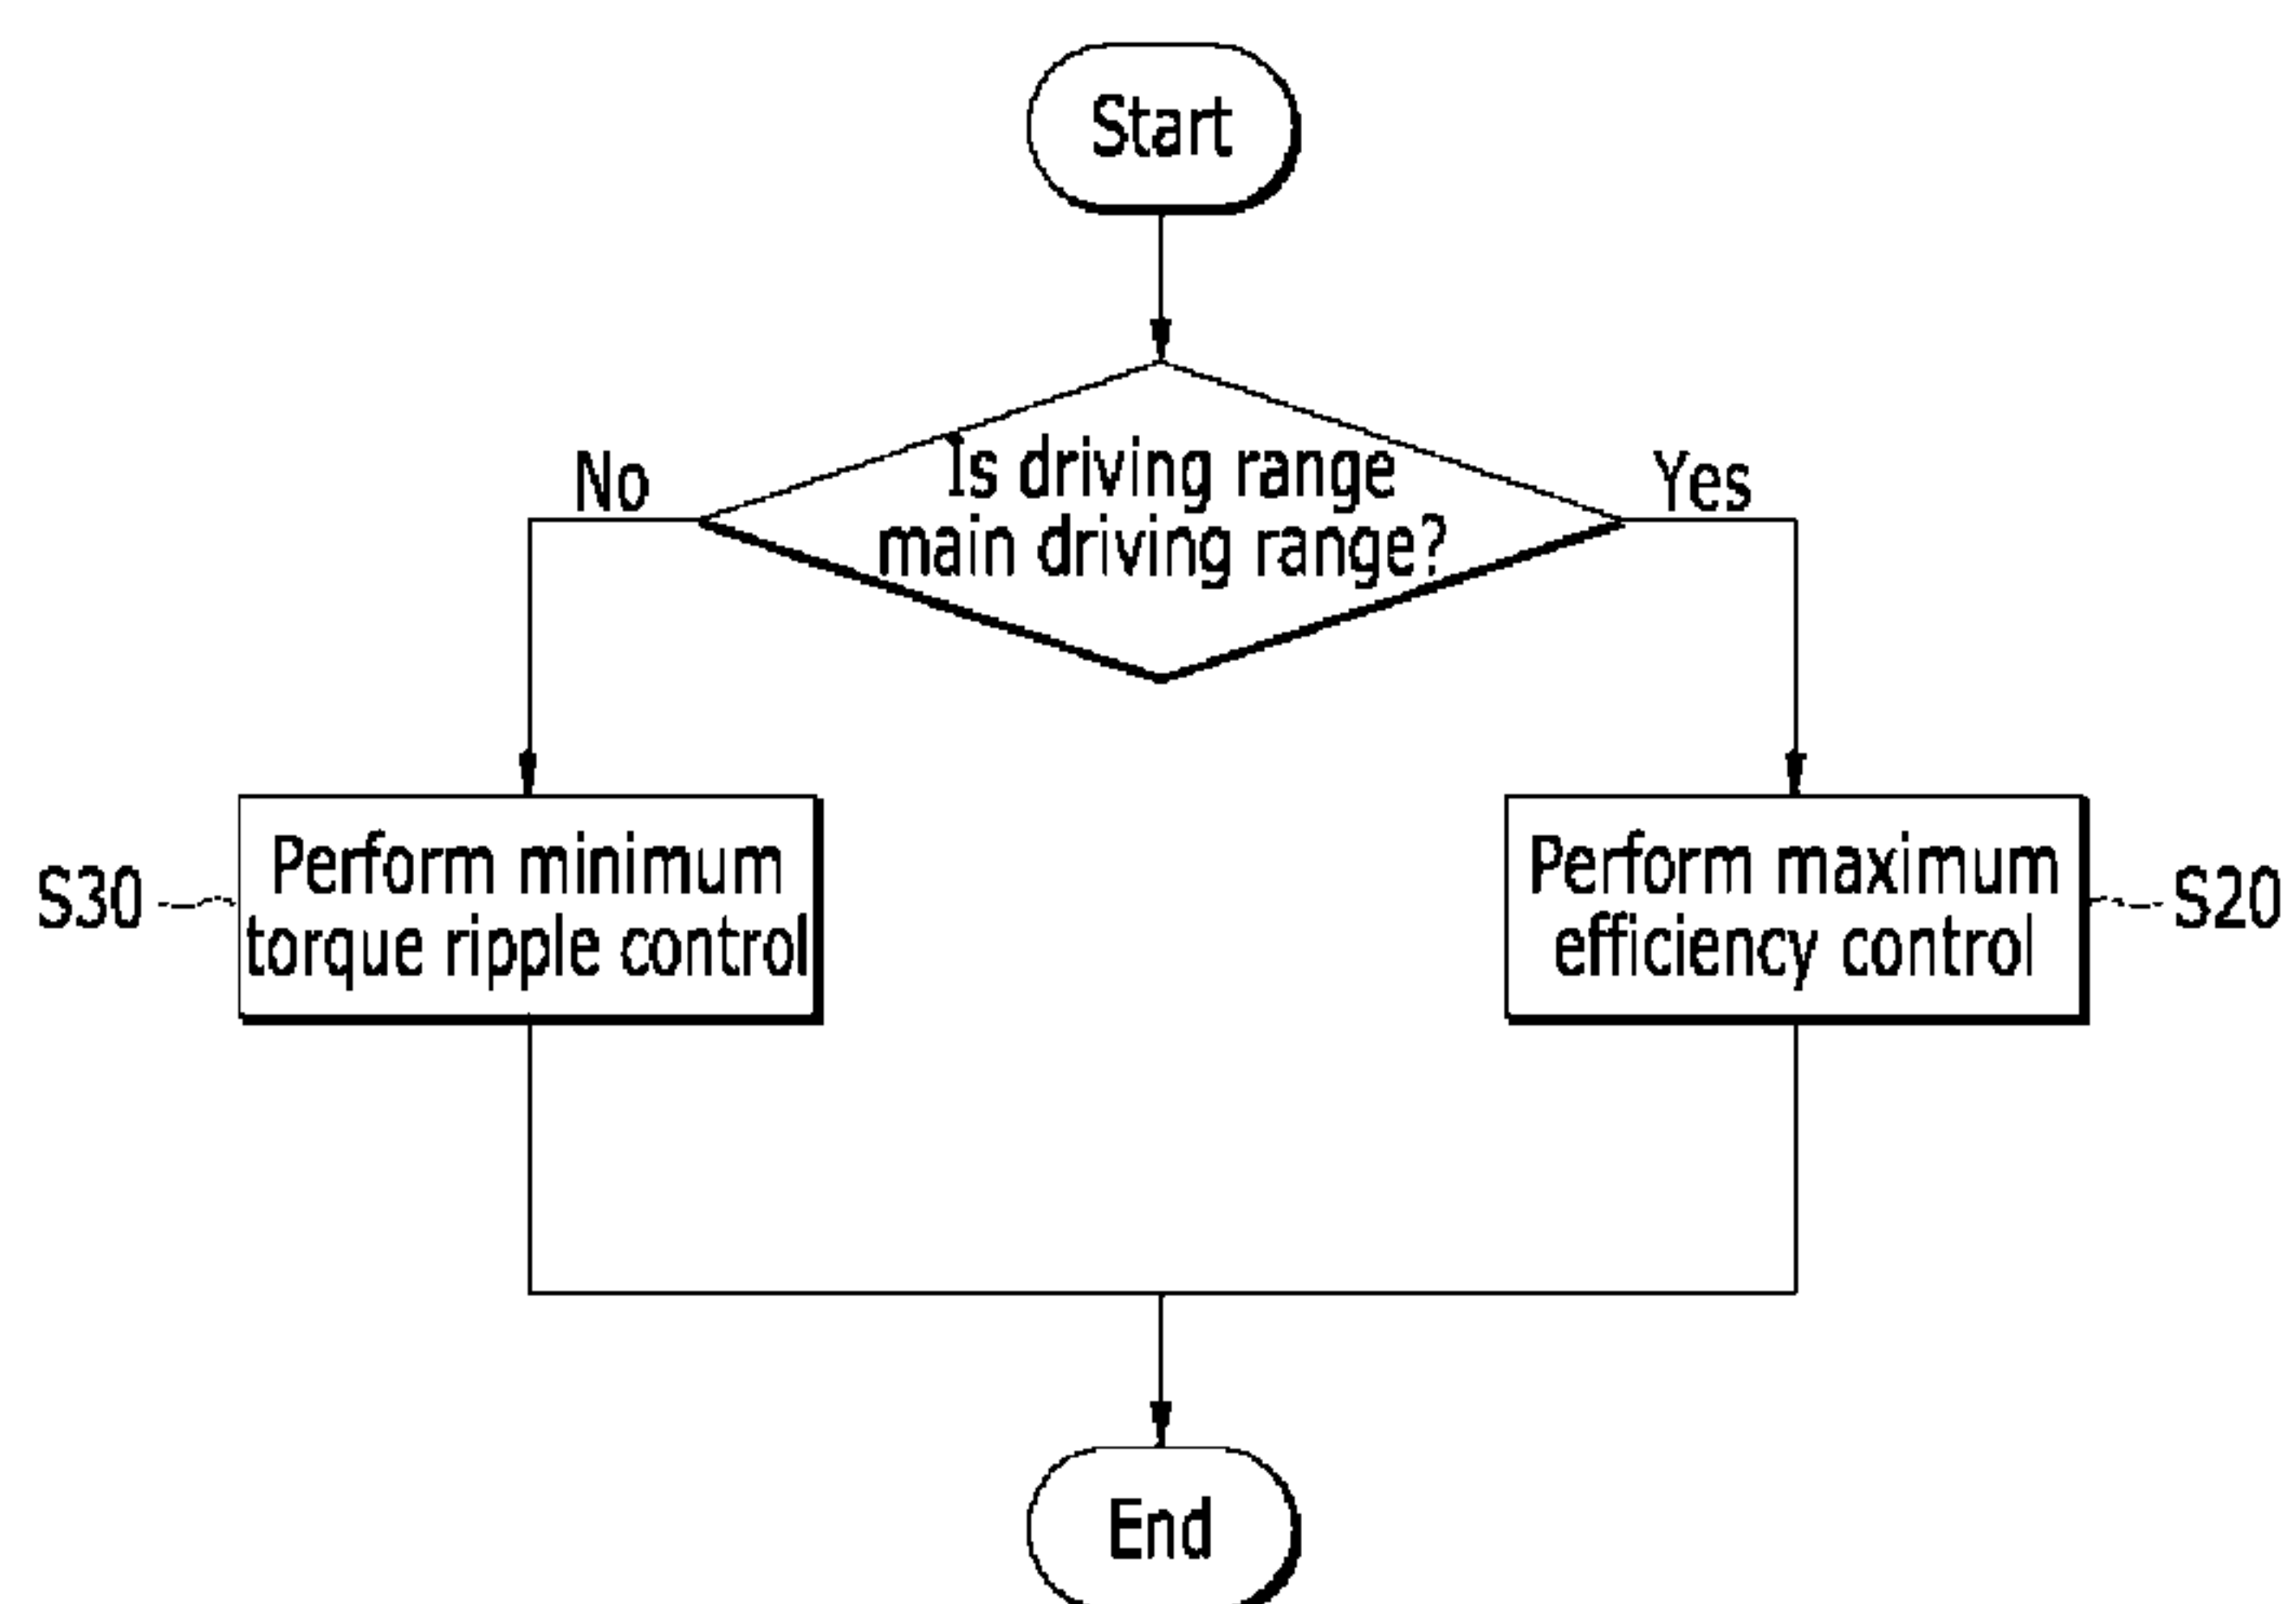 Start
Is driving range
main driving range?
No
Yes
S30
Perform minimum
torque ripple control
Perform maximum
efficiency control
S20
End